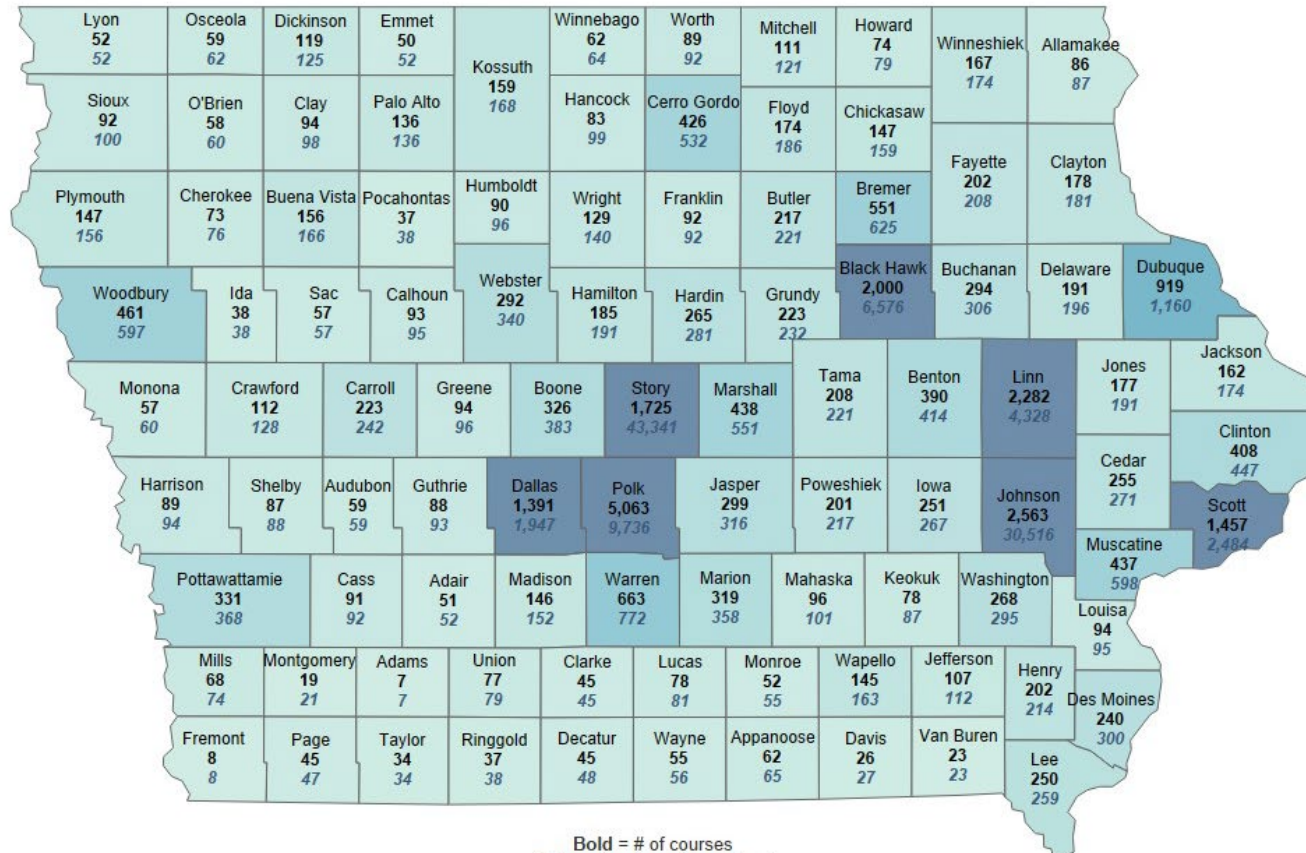 Lyon
52
52
Osceola
59
62
Dickinson
119
125
Emmet
50
52
Kossuth
159
168
Winnebago
62
64
Worth
89
92
Mitchell
111
121
Howard
74
79
Winneshiek
167
174
Allamakee
86
87
Sioux
92
100
O'Brien
58
60
Clay
94
98
Palo Alto
136
136
Hancock
83
99
Cerro Gordo
426
532
Floyd
174
186
Chickasaw
147
159
Fayette
202
208
Clayton
178
181
Plymouth
147
156
Cherokee
73
76
Buena Vista
156
166
Pocahontas
37
38
Humboldt
90
96
Wright
129
140
Franklin
92
92
Butler
217
221
Bremer
551
625
Woodbury
461
597
Ida
38
38
Sac
57
57
Calhoun
93
95
Webster
292
340
Hamilton
185
191
Hardin
265
281
Grundy
223
232
Black Hawk
2,000
6,576
Buchanan
294
306
Delaware
191
196
Dubuque
919
1,160
Monona
57
60
Crawford
112
128
Carroll
223
242
Greene
94
96
Boone
326
383
Story
1,725
43,341
Marshall
438
551
Tama
208
221
Benton
390
414
Linn
2,282
4,328
Jones
177
191
Jackson
162
174
Clinton
408
447
Harrison
89
94
Shelby
87
88
Audubon
59
59
Guthrie
88
93
Dallas
1,391
1,947
Polk
5,063
9,736
Jasper
299
316
Poweshiek
201
217
Iowa
251
267
Johnson
2,563
30,516
Cedar
255
271
Scott
1,457
2,484
Muscatine
437
598
Pottawattamie
331
368
Cass
91
92
Adair
51
52
Madison
146
152
Warren
663
772
Marion
319
358
Mahaska
96
101
Keokuk
78
87
Washington
268
295
Louisa
94
95
Mills
68
74
Montgomery
19
21
Adams
7
7
Union
77
79
Clarke
45
45
Lucas
78
81
Monroe
52
55
Wapello
145
163
Jefferson
107
112
Henry
202
214
Des Moines
240
300
Fremont
8
8
Page
45
47
Taylor
34
34
Ringgold
37
38
Decatur
45
48
Wayne
55
56
Appanoose
62
65
Davis
26
27
Van Buren
23
23
Lee
250
259
Bold = # of courses